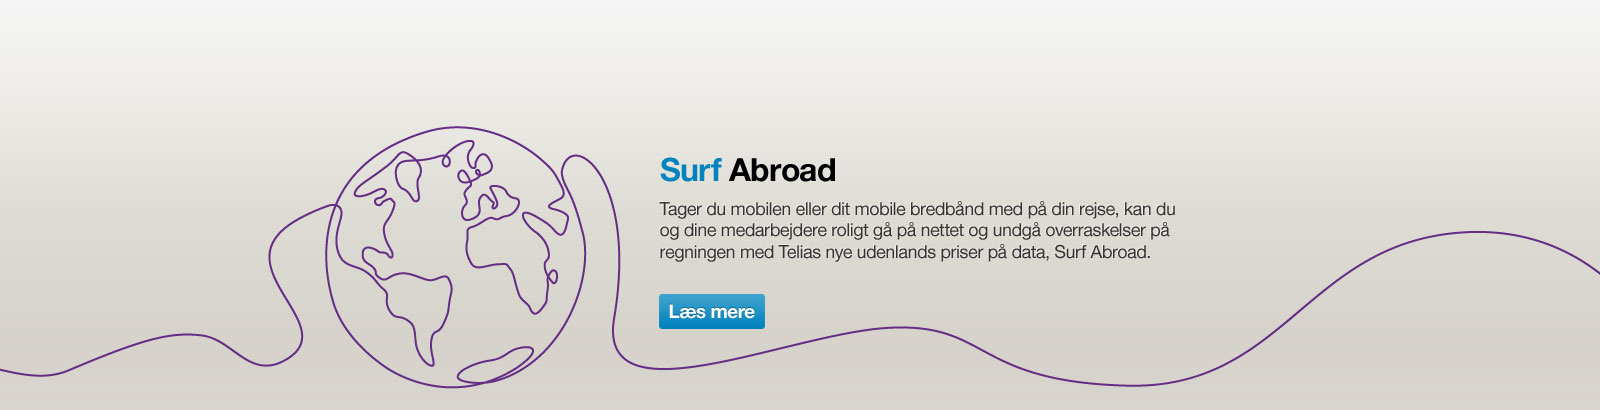 Surf Abroad
Tager du mobilen eller dit mobile bredbånd med på din rejse, kan du
og dine medarbejdere roligt gå på nettet og undgå overraskelser på
regningen med Telias nye udenlands priser på data, Surf Abroad.
Læs mere